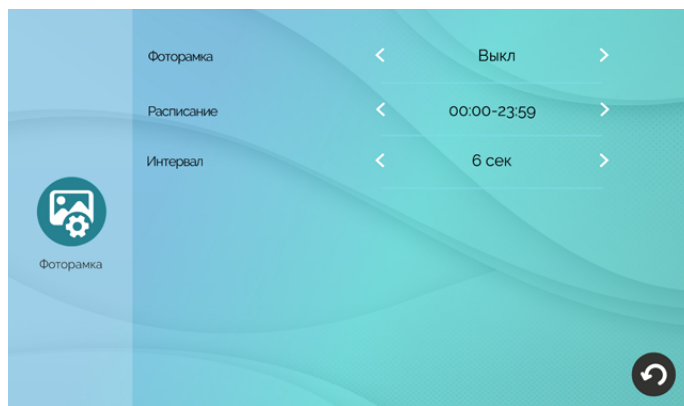 Фоторамка Выкл
Расписание 00:00-23:59
Интервал 6 сек
Фоторамка